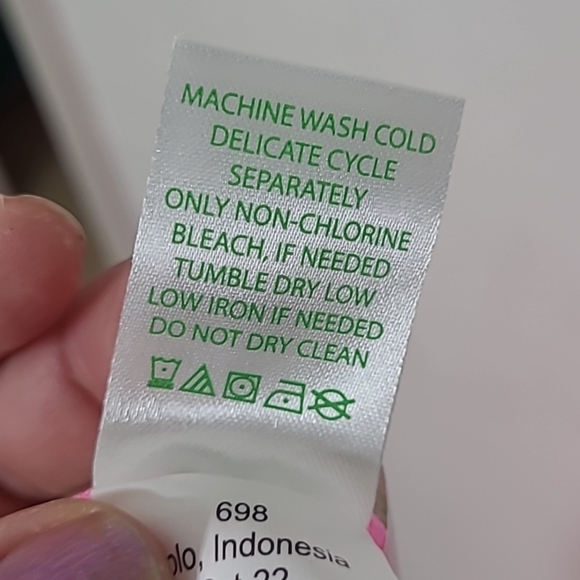 MACHINE WASH COLD
DELICATE CYCLE
SEPARATELY
ONLY NON-CHLORINE
BLEACH, IF NEEDED
TUMBLE DRY LOW
LOW IRON IF NEEDED
DO NOT DRY CLEAN
698
Indonesia